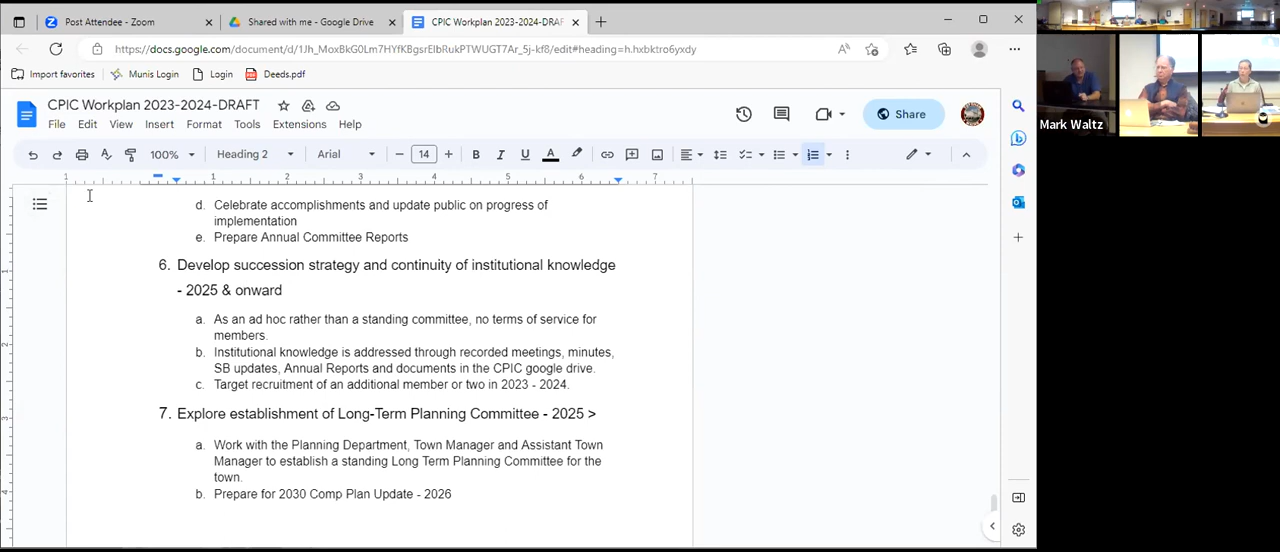 Post Attendee - Zoom
Shared with me - Google Drive
CPIC Workplan 2023-2024-DRAF
https://docs.google.com/document/d/1Jh_MoxBkG0Lm7HYfKBgsrElbRukPTWUGT7Ar_5j-kf8/edit#heading=h.hxbktro6yxdy
Import favorites
Munis Login
Login
Deeds.pdf
CPIC Workplan 2023-2024-DRAFT
File Edit View Insert Format Tools Extensions Help
Share
100% Heading 2 Arial 14
1 1 2 3 4 5 6 7
d. Celebrate accomplishments and update public on progress of
implementation
e. Prepare Annual Committee Reports
6. Develop succession strategy and continuity of institutional knowledge
- 2025 & onward
a. As an ad hoc rather than a standing committee, no terms of service for
members.
b. Institutional knowledge is addressed through recorded meetings, minutes,
SB updates, Annual Reports and documents in the CPIC google drive.
c. Target recruitment of an additional member or two in 2023 - 2024.
7. Explore establishment of Long-Term Planning Committee - 2025 >
a. Work with the Planning Department, Town Manager and Assistant Town
Manager to establish a standing Long Term Planning Committee for the
town.
b. Prepare for 2030 Comp Plan Update - 2026
Mark Waltz